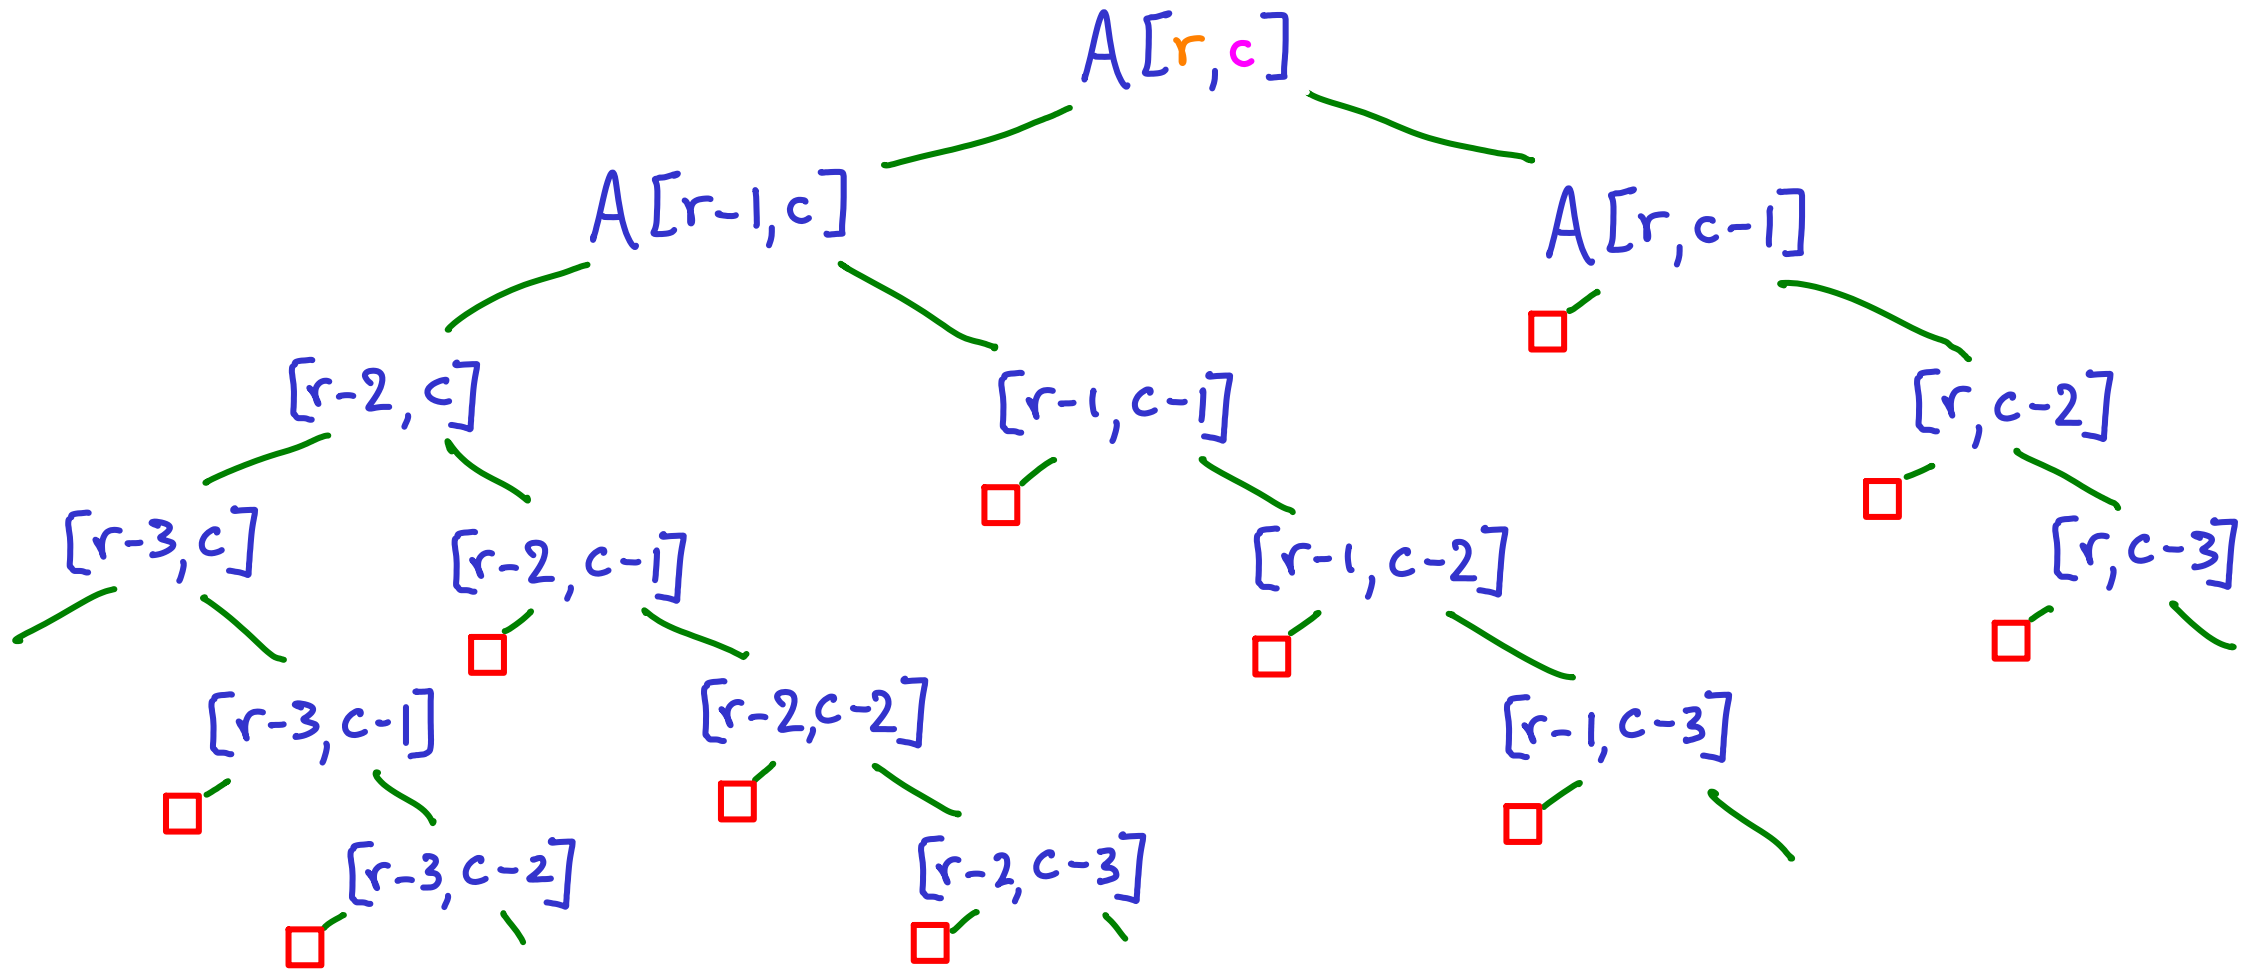 A[r,c]
A[r-1,c]
A[r,c-1]
[r-2,c]
[r-1,c-1]
[r,c-2]
[r-3,c]
[r-2,c-1]
[r-1,c-2]
[r,c-3]
[r-3,c-1]
[r-2,c-2]
[r-1,c-3]
[r-3,c-2]
[r-2,c-3]